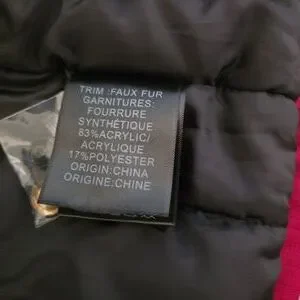 TRIM :FAUX FUR
GARNITURES:
FOURRURE
SYNTHÉTIQUE
83%ACRYLIC/
ACRYLIQUE
17%POLYESTER
ORIGIN:CHINA
ORIGINE:CHINE